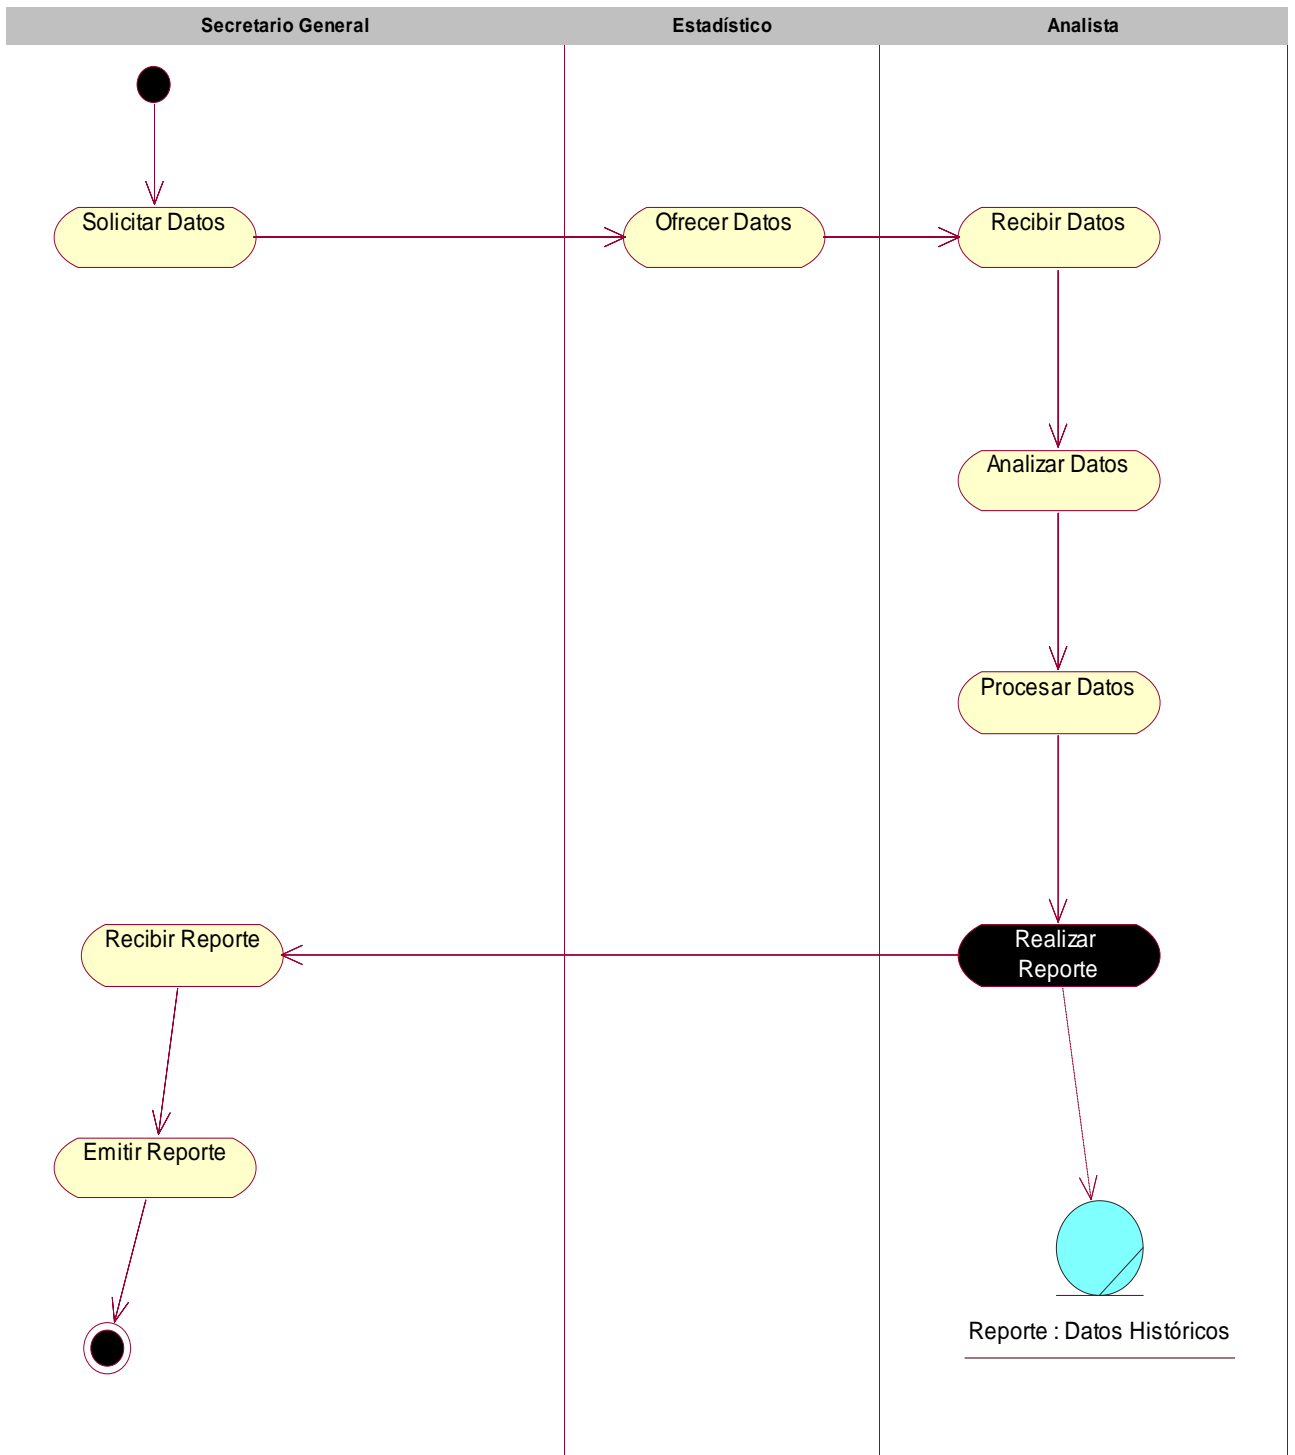 Secretario General
Estadístico
Analista
Solicitar Datos
Ofrecer Datos
Recibir Datos
Analizar Datos
Procesar Datos
Recibir Reporte
Realizar
Reporte
Emitir Reporte
Reporte : Datos Históricos